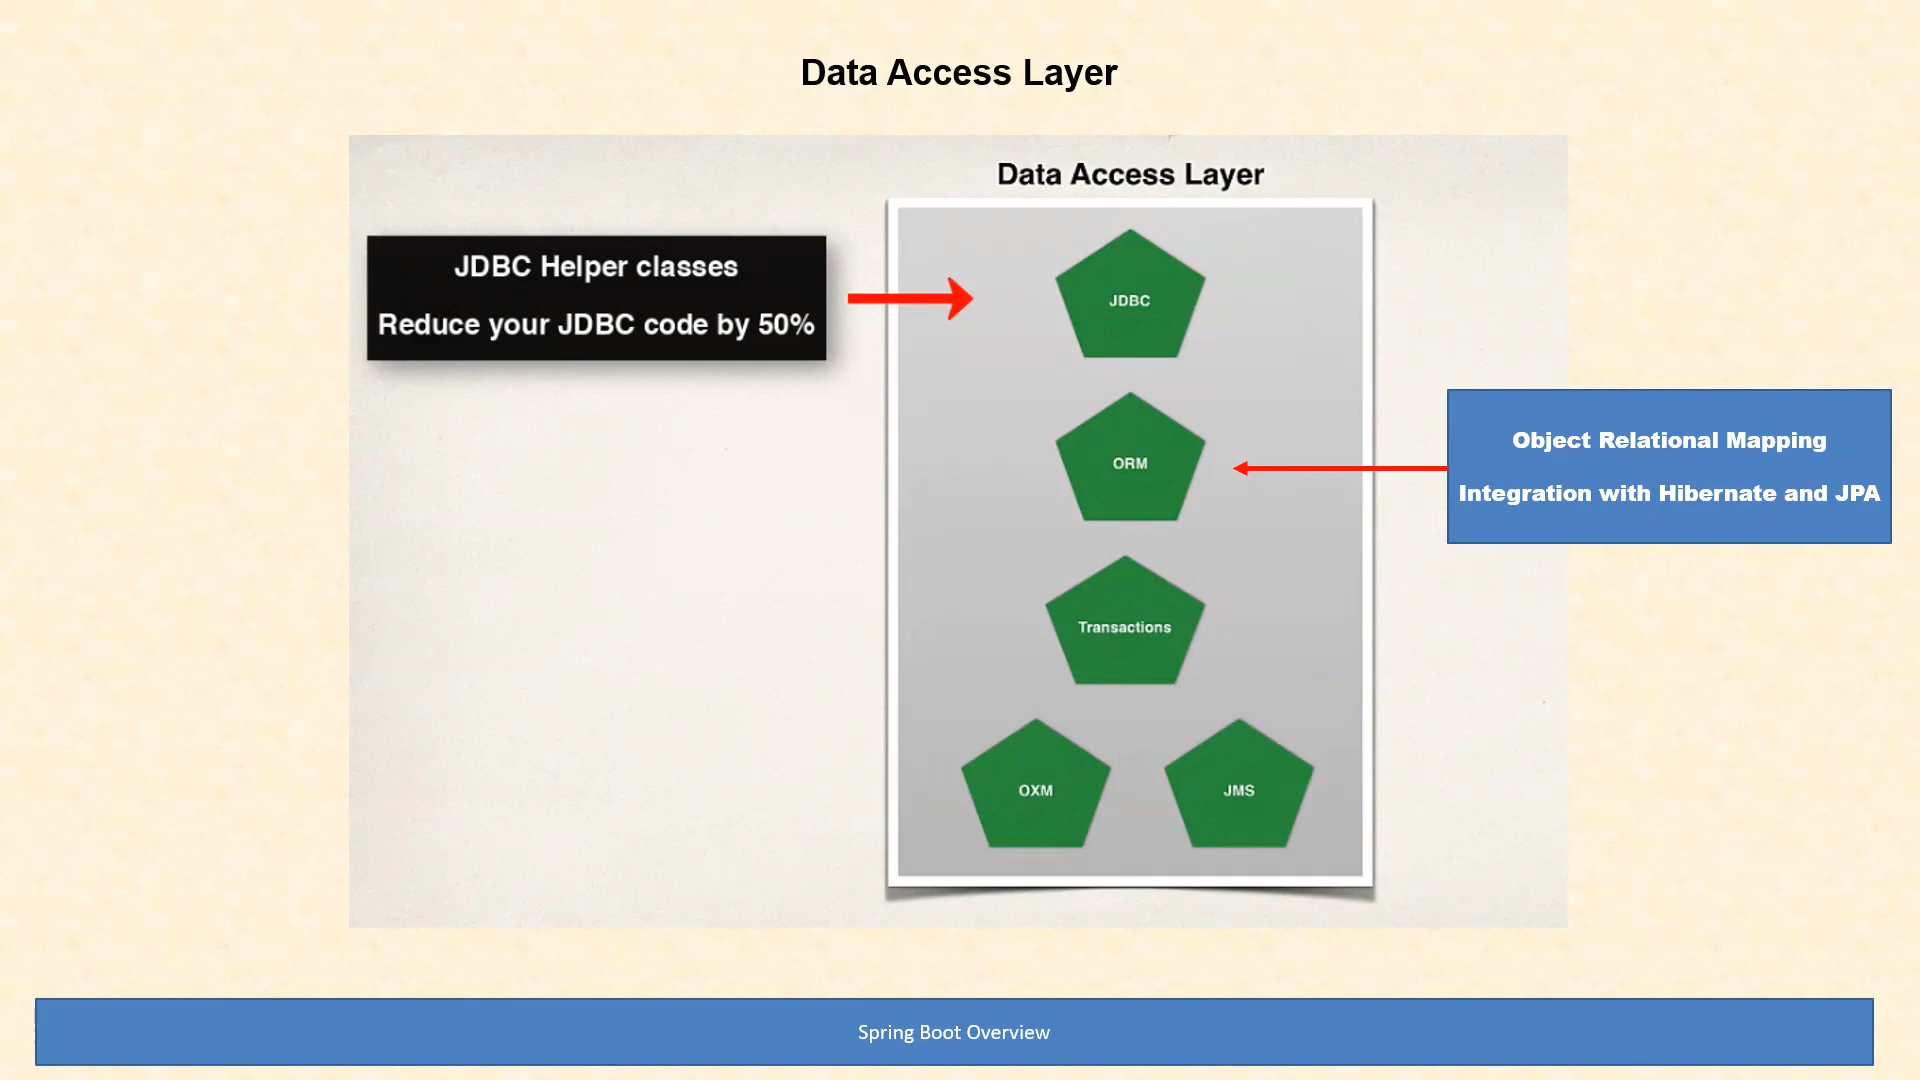 Data Access Layer
Data Access Layer
JDBC Helper classes
Reduce your JDBC code by 50%
JDBC
ORM
Object Relational Mapping
Integration with Hibernate and JPA
Transactions
OXM
JMS
Spring Boot Overview